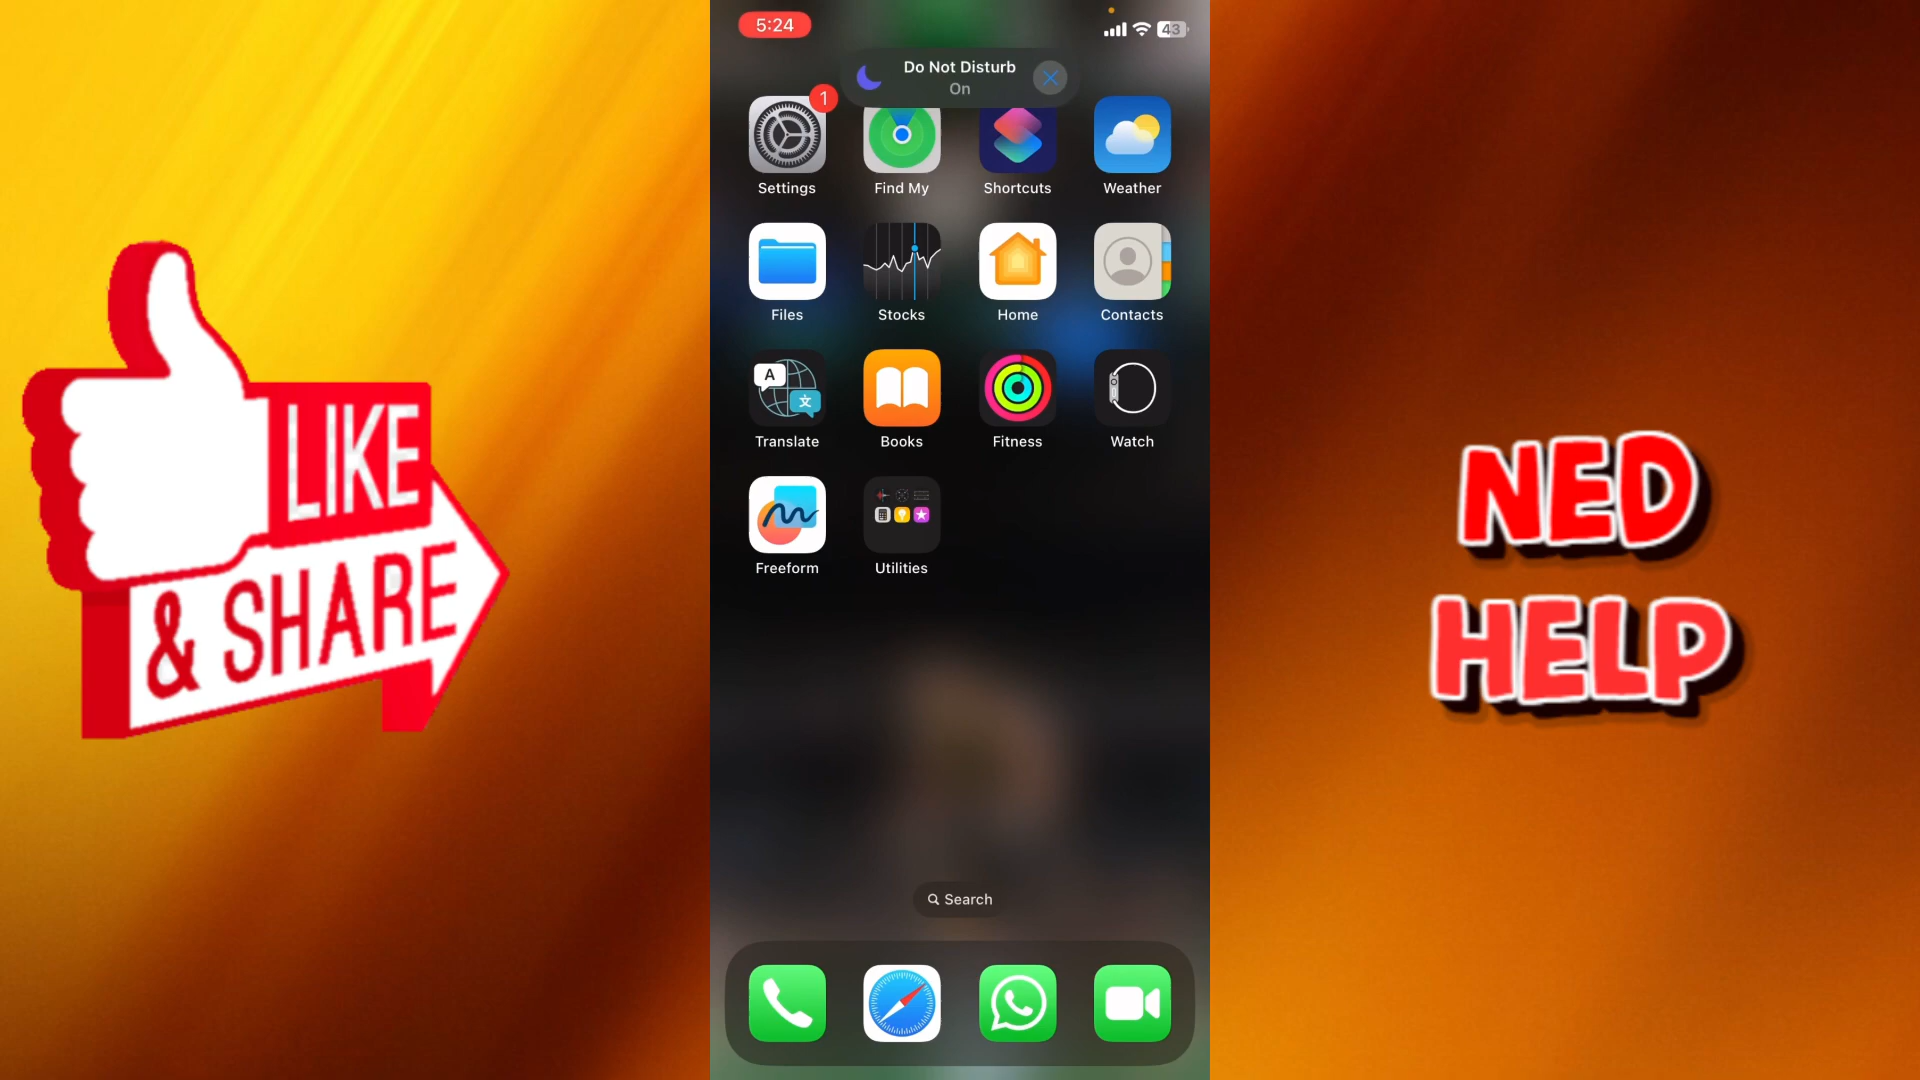 5:24
43
Do Not Disturb
On
1
Settings
Find My
Shortcuts
Weather
Files
Stocks
Home
Contacts
A
文
Translate
Books
Fitness
Watch
Freeform
Utilities
Search
LIKE
& SHARE
NED
HELP